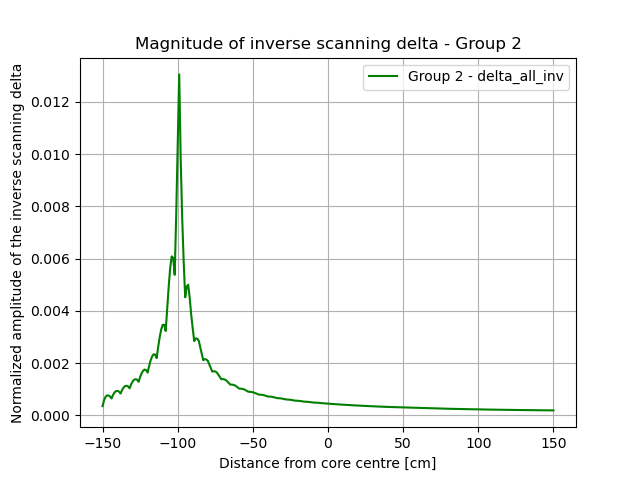 Magnitude of inverse scanning delta - Group 2
Group 2 - delta_all_inv
Normalized amplitude of the inverse scanning delta
0.012
0.010
0.008
0.006
0.004
0.002
0.000
−150 −100 −50 0 50 100 150
Distance from core centre [cm]